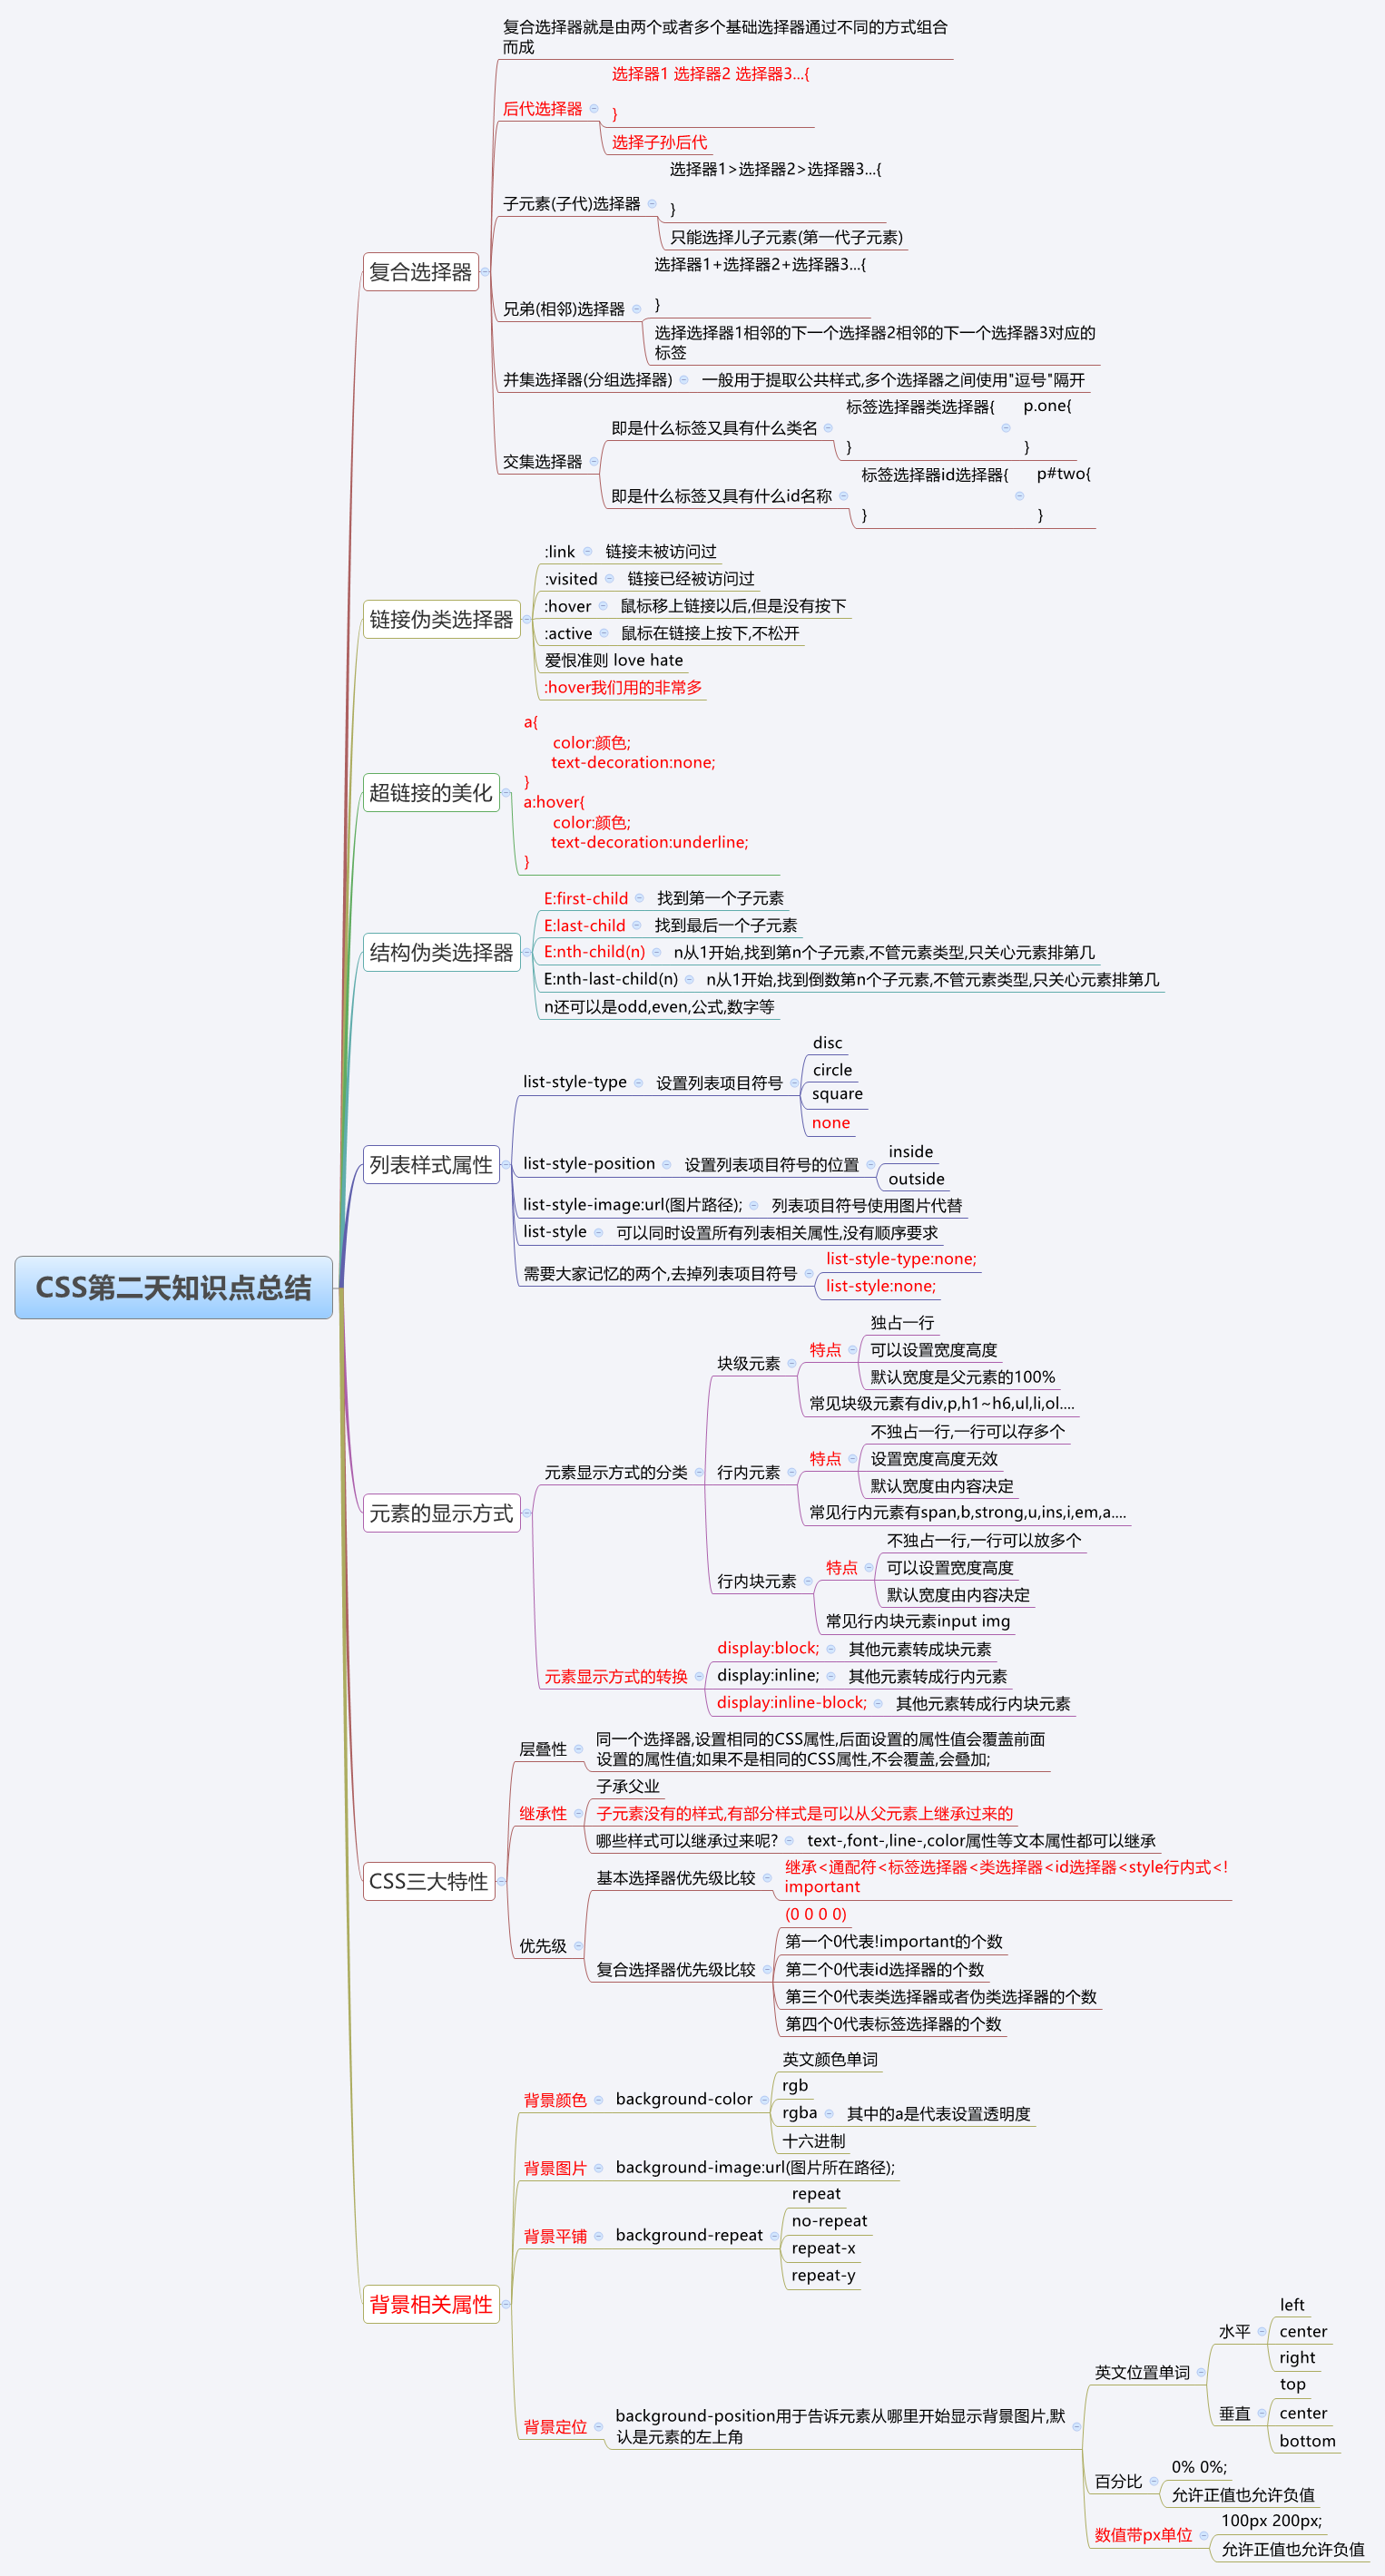 CSS第二天知识点总结
复合选择器
复合选择器就是由两个或者多个基础选择器通过不同的方式组合
而成
后代选择器
选择器1 选择器2 选择器3...{
}
选择子孙后代
子元素(子代)选择器
选择器1>选择器2>选择器3...{
}
只能选择儿子元素(第一代子元素)
兄弟(相邻)选择器
选择器1+选择器2+选择器3...{
}
选择选择器1相邻的下一个选择器2相邻的下一个选择器3对应的
标签
并集选择器(分组选择器)
一般用于提取公共样式,多个选择器之间使用"逗号"隔开
交集选择器
即是什么标签又具有什么类名
标签选择器类选择器{
}
p.one{
}
即是什么标签又具有什么id名称
标签选择器id选择器{
}
p#two{
}
链接伪类选择器
:link
链接未被访问过
:visited
链接已经被访问过
:hover
鼠标移上链接以后,但是没有按下
:active
鼠标在链接上按下,不松开
爱恨准则 love hate
:hover我们用的非常多
超链接的美化
a{
color:颜色;
text-decoration:none;
}
a:hover{
color:颜色;
text-decoration:underline;
}
结构伪类选择器
E:first-child
找到第一个子元素
E:last-child
找到最后一个子元素
E:nth-child(n)
n从1开始,找到第n个子元素,不管元素类型,只关心元素排第几
E:nth-last-child(n)
n从1开始,找到倒数第n个子元素,不管元素类型,只关心元素排第几
n还可以是odd,even,公式,数字等
列表样式属性
list-style-type
设置列表项目符号
disc
circle
square
none
list-style-position
设置列表项目符号的位置
inside
outside
list-style-image:url(图片路径);
列表项目符号使用图片代替
list-style
可以同时设置所有列表相关属性,没有顺序要求
需要大家记忆的两个,去掉列表项目符号
list-style-type:none;
list-style:none;
元素的显示方式
元素显示方式的分类
块级元素
特点
独占一行
可以设置宽度高度
默认宽度是父元素的100%
常见块级元素有div,p,h1~h6,ul,li,ol....
行内元素
特点
不独占一行,一行可以存多个
设置宽度高度无效
默认宽度由内容决定
常见行内元素有span,b,strong,u,ins,i,em,a....
行内块元素
特点
不独占一行,一行可以放多个
可以设置宽度高度
默认宽度由内容决定
常见行内块元素input img
元素显示方式的转换
display:block;
其他元素转成块元素
display:inline;
其他元素转成行内元素
display:inline-block;
其他元素转成行内块元素
CSS三大特性
层叠性
同一个选择器,设置相同的CSS属性,后面设置的属性值会覆盖前面
设置的属性值;如果不是相同的CSS属性,不会覆盖,会叠加;
继承性
子承父业
子元素没有的样式,有部分样式是可以从父元素上继承过来的
哪些样式可以继承过来呢?
text-,font-,line-,color属性等文本属性都可以继承
优先级
基本选择器优先级比较
继承<通配符<标签选择器<类选择器<id选择器<style行内式<!
important
复合选择器优先级比较
(0 0 0 0)
第一个0代表!important的个数
第二个0代表id选择器的个数
第三个0代表类选择器或者伪类选择器的个数
第四个0代表标签选择器的个数
背景相关属性
背景颜色
background-color
英文颜色单词
rgb
rgba
其中的a是代表设置透明度
十六进制
背景图片
background-image:url(图片所在路径);
背景平铺
background-repeat
repeat
no-repeat
repeat-x
repeat-y
背景定位
background-position用于告诉元素从哪里开始显示背景图片,默
认是元素的左上角
英文位置单词
水平
left
center
right
垂直
top
center
bottom
百分比
0% 0%;
允许正值也允许负值
数值带px单位
100px 200px;
允许正值也允许负值